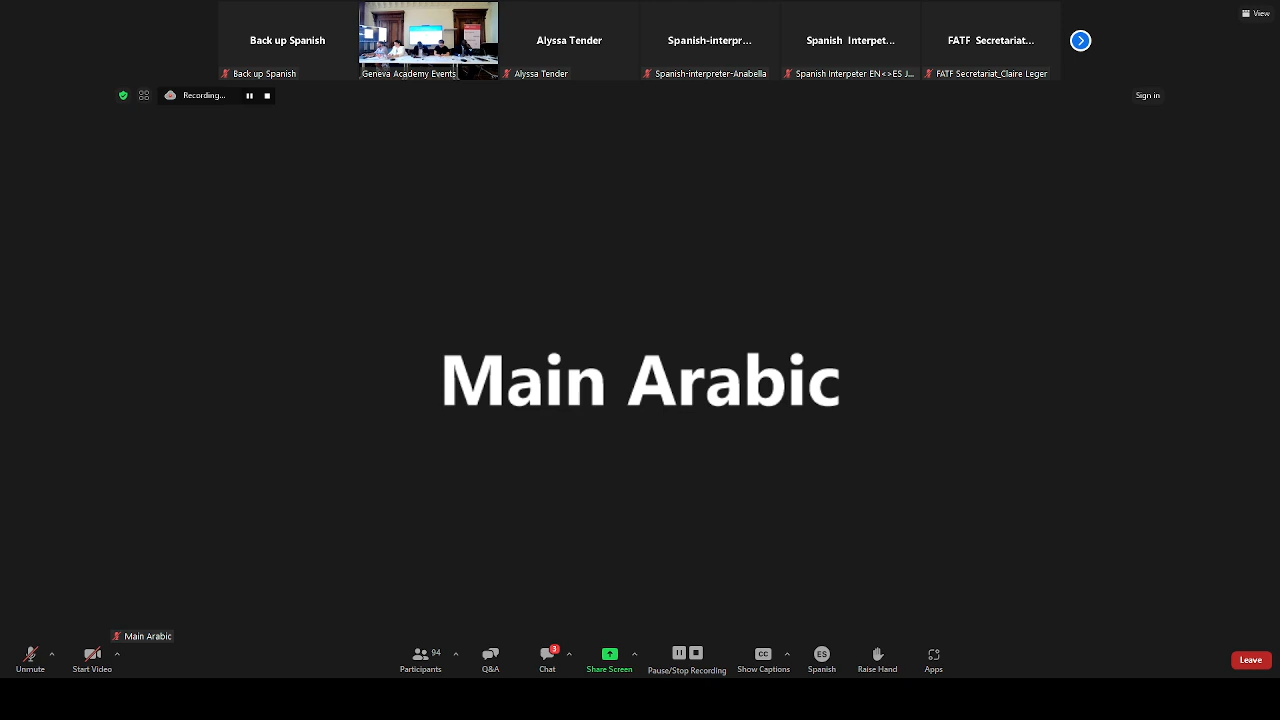 Back up Spanish
Alyssa Tender
Spanish-interpr...
Spanish Interpret...
FATF Secretariat...
View
Back up Spanish
Geneva Academy Events
Alyssa Tender
Spanish-interpreter-Anabella
Spanish Interpreter EN<>ES J...
FATF Secretariat_Claire Leger
Recording...
Sign in
Main Arabic
Main Arabic
94
3
CC
ES
Unmute
Start Video
Participants
Q&A
Chat
Share Screen
Pause/Stop Recording
Show Captions
Spanish
Raise Hand
Apps
Leave